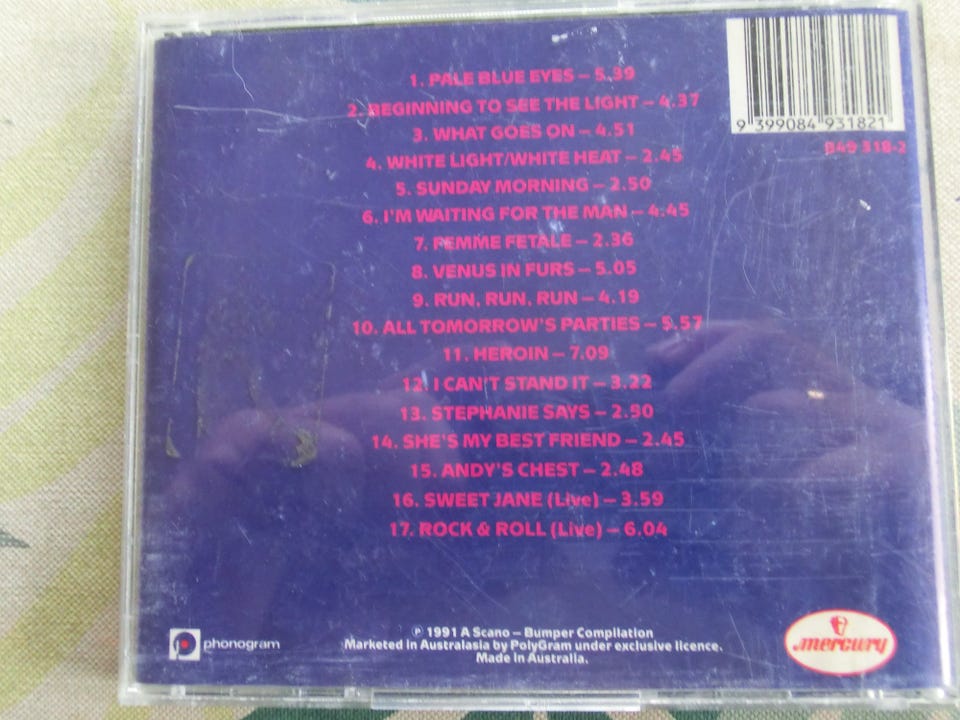 1. PALE BLUE EYES – 5.39
2. BEGINNING TO SEE THE LIGHT – 4.37
3. WHAT GOES ON – 4.51
4. WHITE LIGHT/WHITE HEAT – 2.45
5. SUNDAY MORNING – 2.50
6. I'M WAITING FOR THE MAN – 4.45
7. FEMME FETALE – 2.36
8. VENUS IN FURS – 5.05
9. RUN, RUN, RUN – 4.19
10. ALL TOMORROW'S PARTIES – 5.57
11. HEROIN – 7.09
12. I CAN'T STAND IT – 3.22
13. STEPHANIE SAYS – 2.50
14. SHE'S MY BEST FRIEND – 2.45
15. ANDY'S CHEST – 2.48
16. SWEET JANE (Live) – 3.59
17. ROCK & ROLL (Live) – 6.04
9 399084 931821
849 318-2
phonogram
℗ 1991 A Scano – Bumper Compilation
Marketed in Australasia by PolyGram under exclusive licence.
Made in Australia.
mercury